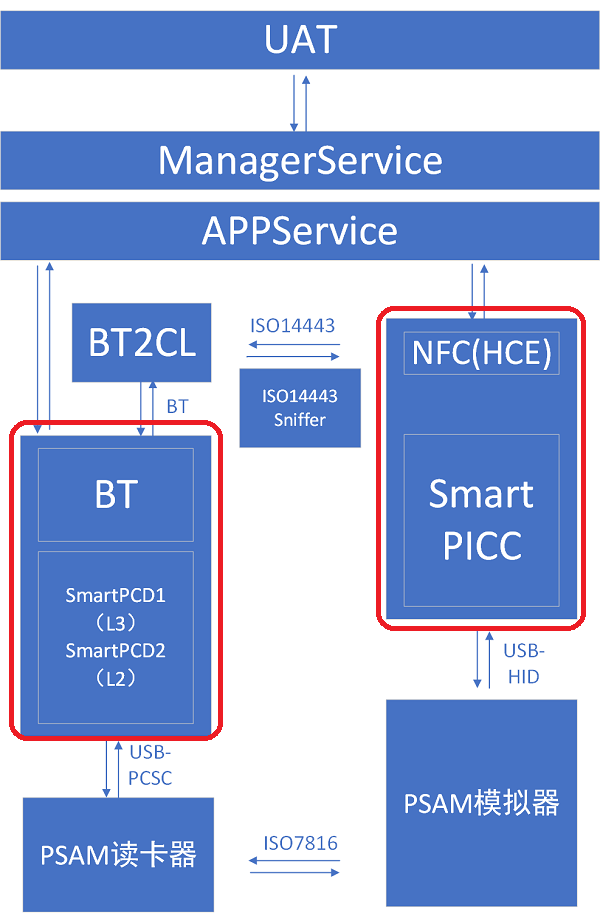 UAT
ManagerService
APPService
BT2CL
ISO14443
NFC(HCE)
ISO14443
Sniffer
BT
BT
Smart
PICC
SmartPCD1
（L3）
SmartPCD2
（L2）
USB-
HID
USB-
PCSC
PSAM读卡器
ISO7816
PSAM模拟器